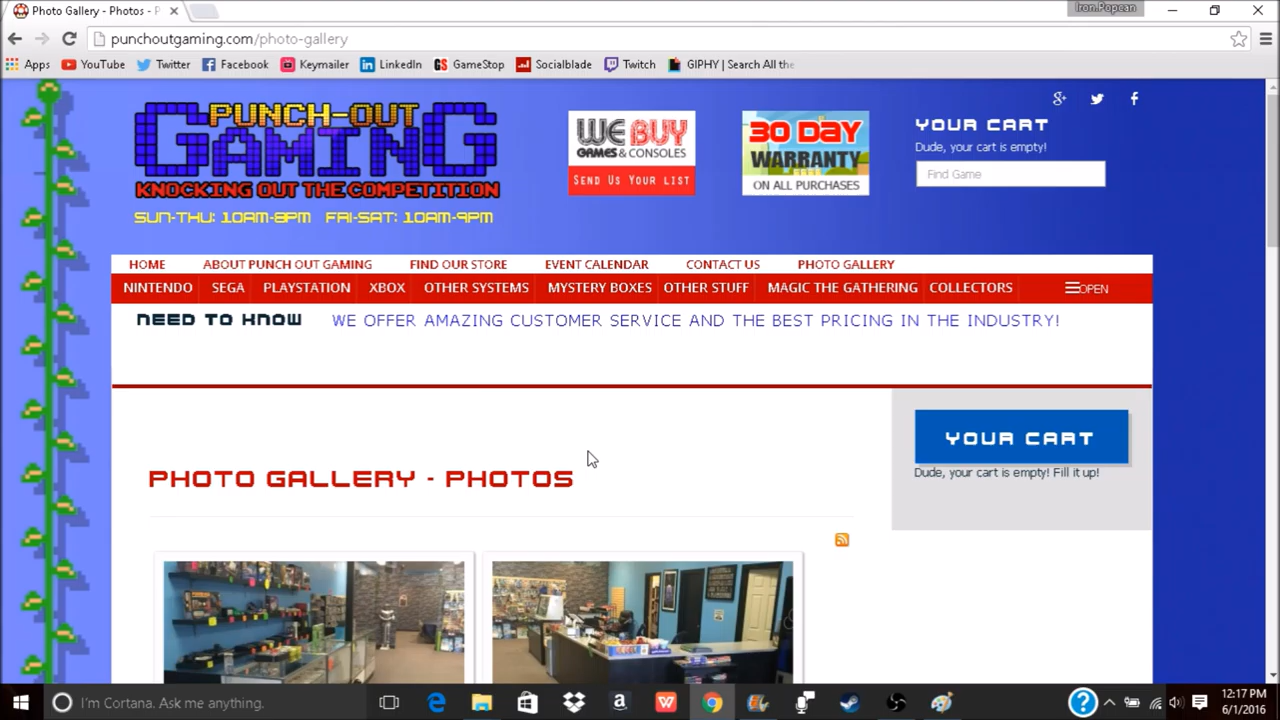 Photo Gallery - Photos - P
Iron.Popcan
punchoutgaming.com/photo-gallery
Apps YouTube Twitter Facebook Keymailer LinkedIn GameStop Socialblade Twitch GIPHY | Search All the
PUNCH-OUT
GAMING
KNOCKING OUT THE COMPETITION
SUN-THU: 10AM-8PM FRI-SAT: 10AM-9PM
WE BUY
GAMES & CONSOLES
SEND US YOUR LIST
30 DAY
WARRANTY
ON ALL PURCHASES
YOUR CART
Dude, your cart is empty!
Find Game
HOME ABOUT PUNCH OUT GAMING FIND OUR STORE EVENT CALENDAR CONTACT US PHOTO GALLERY
NINTENDO SEGA PLAYSTATION XBOX OTHER SYSTEMS MYSTERY BOXES OTHER STUFF MAGIC THE GATHERING COLLECTORS OPEN
NEED TO KNOW WE OFFER AMAZING CUSTOMER SERVICE AND THE BEST PRICING IN THE INDUSTRY!
YOUR CART
Dude, your cart is empty! Fill it up!
PHOTO GALLERY - PHOTOS
I'm Cortana. Ask me anything.
12:17 PM
6/1/2016